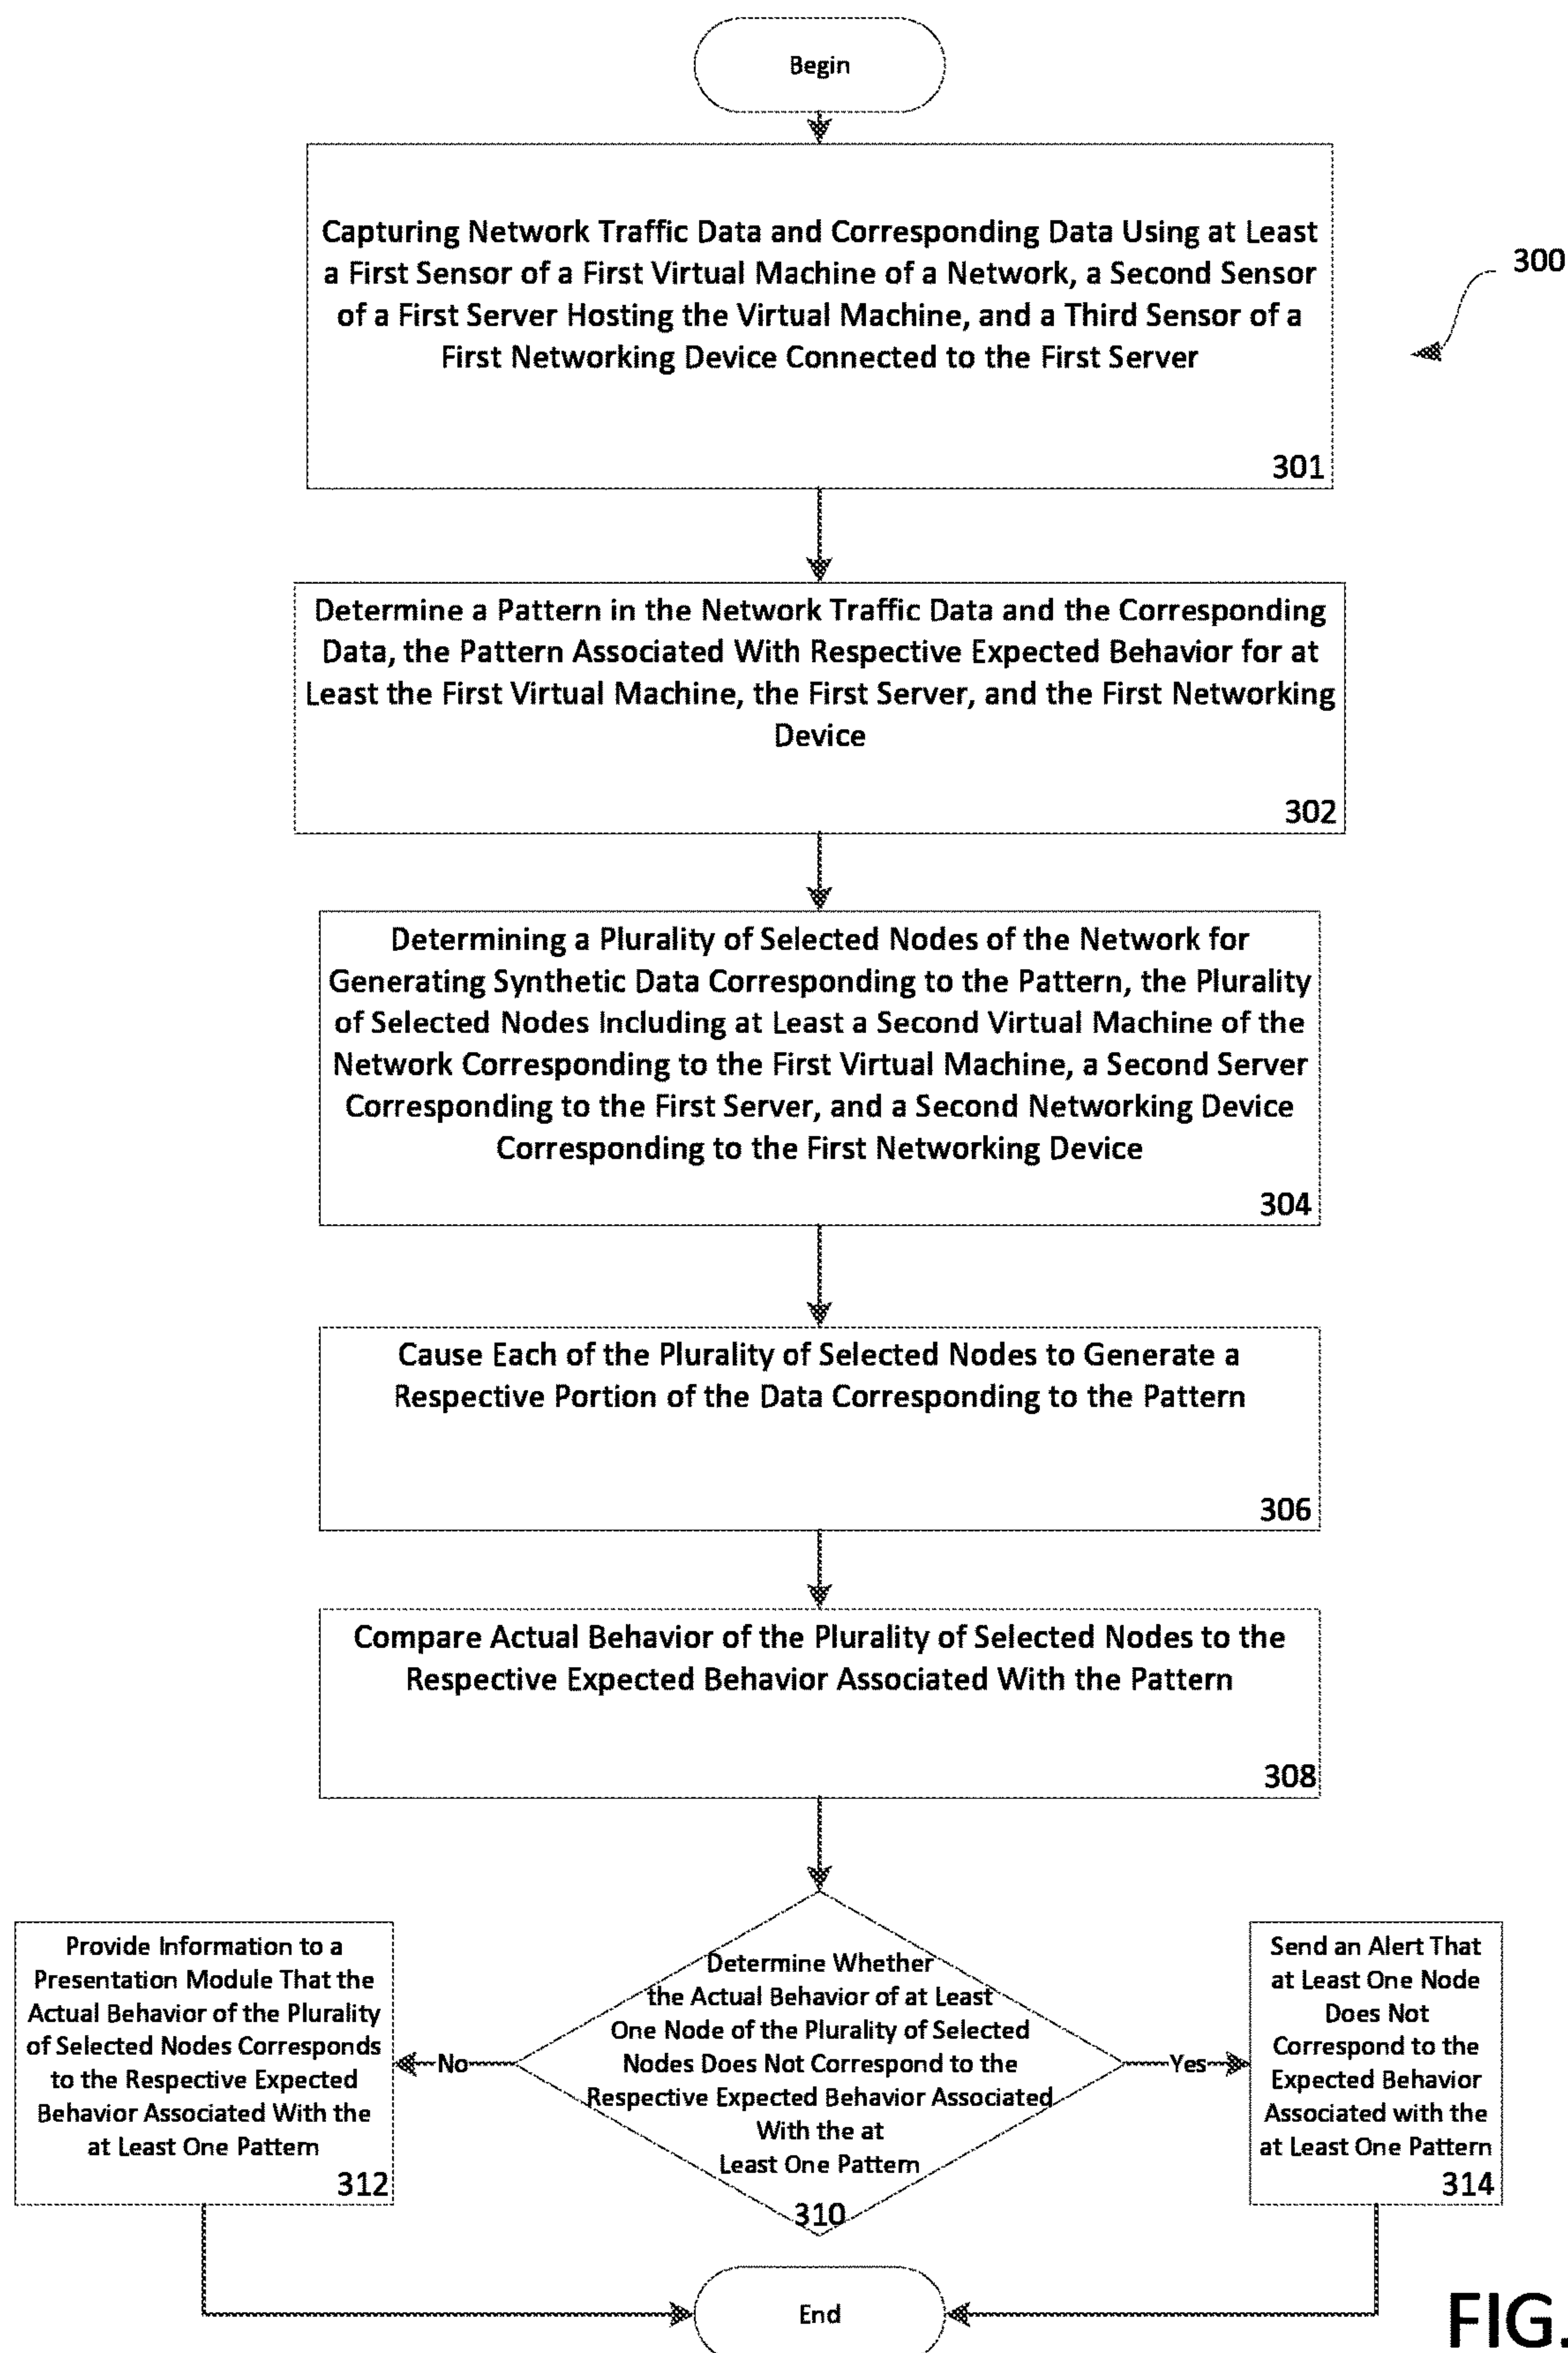 Begin
Capturing Network Traffic Data and Corresponding Data Using at Least
a First Sensor of a First Virtual Machine of a Network, a Second Sensor
of a First Server Hosting the Virtual Machine, and a Third Sensor of a
First Networking Device Connected to the First Server
301
300
Determine a Pattern in the Network Traffic Data and the Corresponding
Data, the Pattern Associated With Respective Expected Behavior for at
Least the First Virtual Machine, the First Server, and the First Networking
Device
302
Determining a Plurality of Selected Nodes of the Network for
Generating Synthetic Data Corresponding to the Pattern, the Plurality
of Selected Nodes Including at Least a Second Virtual Machine of the
Network Corresponding to the First Virtual Machine, a Second Server
Corresponding to the First Server, and a Second Networking Device
Corresponding to the First Networking Device
304
Cause Each of the Plurality of Selected Nodes to Generate a
Respective Portion of the Data Corresponding to the Pattern
306
Compare Actual Behavior of the Plurality of Selected Nodes to the
Respective Expected Behavior Associated With the Pattern
308
Provide Information to a
Presentation Module That the
Actual Behavior of the Plurality
of Selected Nodes Corresponds
to the Respective Expected
Behavior Associated With the
at Least One Pattern
312
No
Determine Whether
the Actual Behavior of at Least
One Node of the Plurality of Selected
Nodes Does Not Correspond to the
Respective Expected Behavior Associated
With the at
Least One Pattern
310
Yes
Send an Alert That
at Least One Node
Does Not
Correspond to the
Expected Behavior
Associated with the
at Least One Pattern
314
End
FIG.